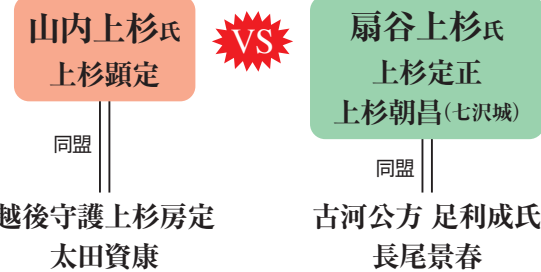 山内上杉氏
上杉顕定
VS
扇谷上杉氏
上杉定正
上杉朝昌(七沢城)
同盟
同盟
越後守護上杉房定
太田資康
古河公方 足利成氏
長尾景春